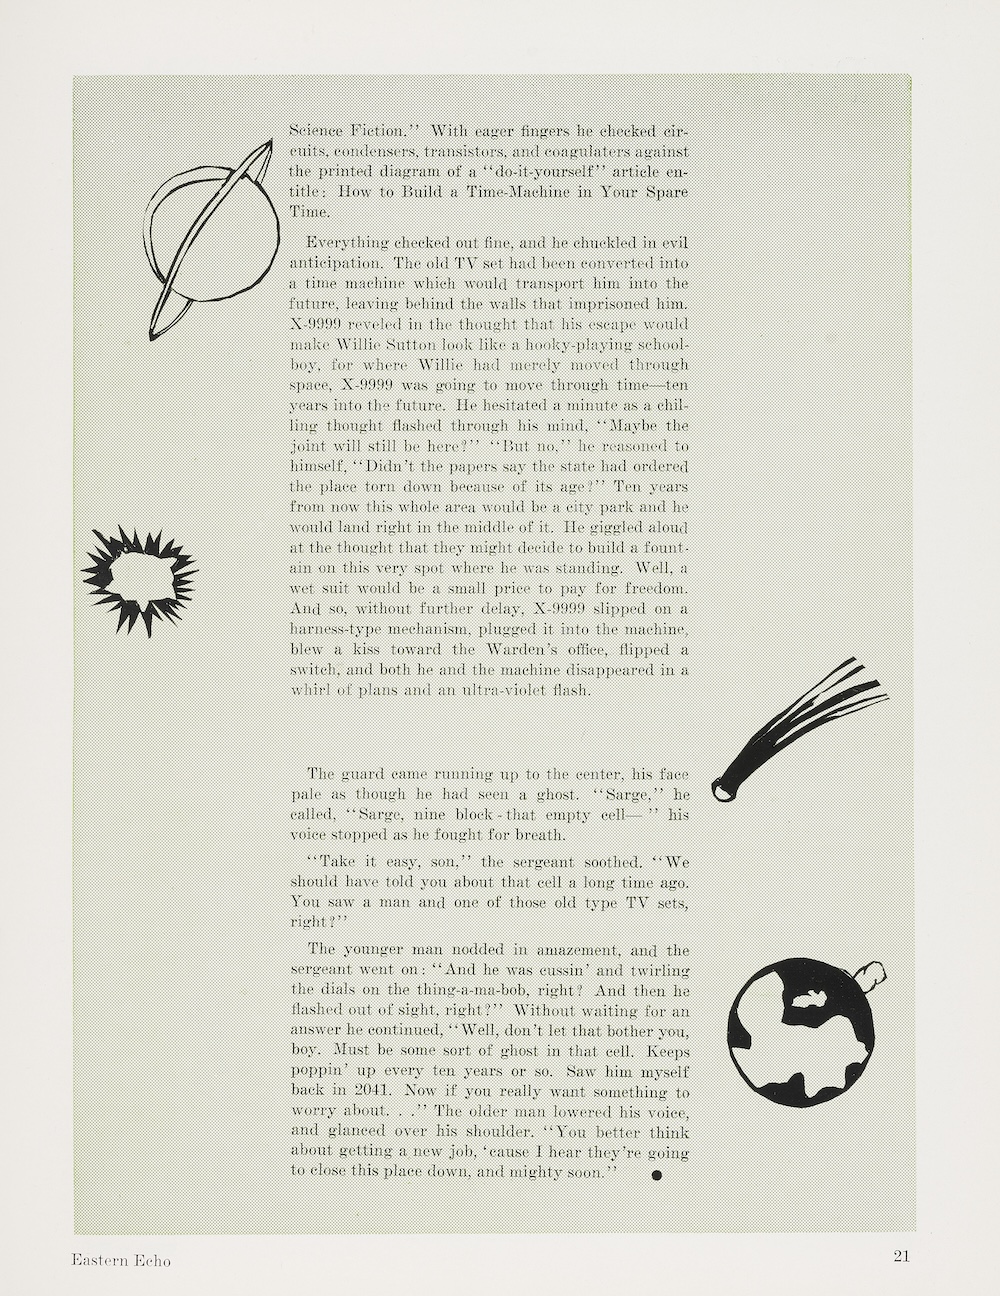 Science Fiction.'' With eager fingers he checked cir-
cuits, condensers, transistors, and coagulaters against
the printed diagram of a ''do-it-yourself'' article en-
title: How to Build a Time-Machine in Your Spare
Time.
Everything checked out fine, and he chuckled in evil
anticipation. The old TV set had been converted into
a time machine which would transport him into the
future, leaving behind the walls that imprisoned him.
X-9999 reveled in the thought that his escape would
make Willie Sutton look like a hooky-playing school-
boy, for where Willie had merely moved through
space, X-9999 was going to move through time—ten
years into the future. He hesitated a minute as a chil-
ling thought flashed through his mind, ''Maybe the
joint will still be here?'' ''But no,'' he reasoned to
himself, ''Didn't the papers say the state had ordered
the place torn down because of its age?'' Ten years
from now this whole area would be a city park and he
would land right in the middle of it. He giggled aloud
at the thought that they might decide to build a fount-
ain on this very spot where he was standing. Well, a
wet suit would be a small price to pay for freedom.
And so, without further delay, X-9999 slipped on a
harness-type mechanism, plugged it into the machine,
blew a kiss toward the Warden's office, flipped a
switch, and both he and the machine disappeared in a
whirl of plans and an ultra-violet flash.
The guard came running up to the center, his face
pale as though he had seen a ghost. ''Sarge,'' he
called, ''Sarge, nine block - that empty cell— '' his
voice stopped as he fought for breath.
''Take it easy, son,'' the sergeant soothed. ''We
should have told you about that cell a long time ago.
You saw a man and one of those old type TV sets,
right?''
The younger man nodded in amazement, and the
sergeant went on: ''And he was cussin' and twirling
the dials on the thing-a-ma-bob, right? And then he
flashed out of sight, right?'' Without waiting for an
answer he continued, ''Well, don't let that bother you,
boy. Must be some sort of ghost in that cell. Keeps
poppin' up every ten years or so. Saw him myself
back in 2041. Now if you really want something to
worry about. . .'' The older man lowered his voice,
and glanced over his shoulder. ''You better think
about getting a new job, 'cause I hear they're going
to close this place down, and mighty soon.'' ●
Eastern Echo
21